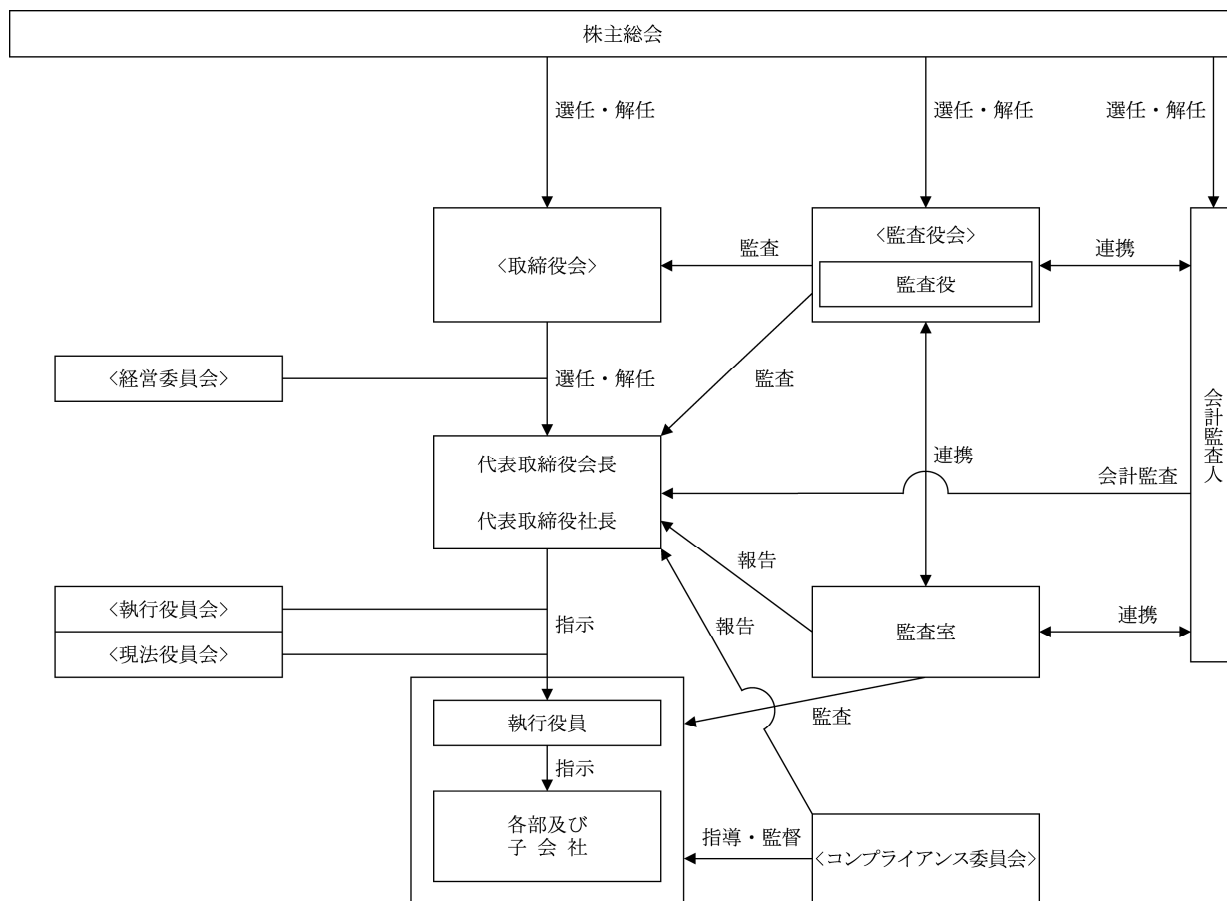 株主総会
選任・解任
選任・解任
選任・解任
<取締役会>
監査
<監査役会>
監査役
連携
会計監査人
<経営委員会>
選任・解任
監査
代表取締役会長
代表取締役社長
連携
会計監査
報告
<執行役員会>
<現法役員会>
指示
報告
監査室
連携
執行役員
監査
指示
各部及び
子 会 社
指導・監督
<コンプライアンス委員会>